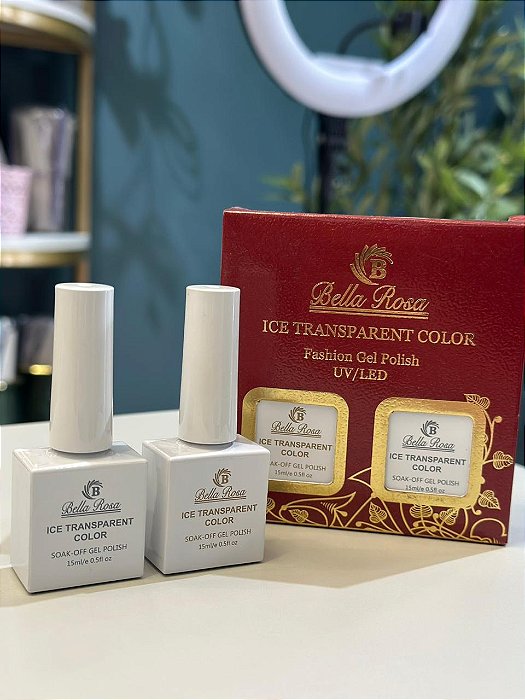 B
Bella Rosa
ICE TRANSPARENT COLOR
Fashion Gel Polish
UV/LED
Bella Rosa
ICE TRANSPARENT
COLOR
SOAK-OFF GEL POLISH
15ml/e 0.5fl oz
Bella Rosa
ICE TRANSPARENT
COLOR
SOAK-OFF GEL POLISH
15ml/e 0.5fl oz
B
Bella Rosa
ICE TRANSPARENT
COLOR
SOAK-OFF GEL POLISH
15ml/e 0.5fl oz
B
Bella Rosa
ICE TRANSPARENT
COLOR
SOAK-OFF GEL POLISH
15ml/e 0.5fl oz